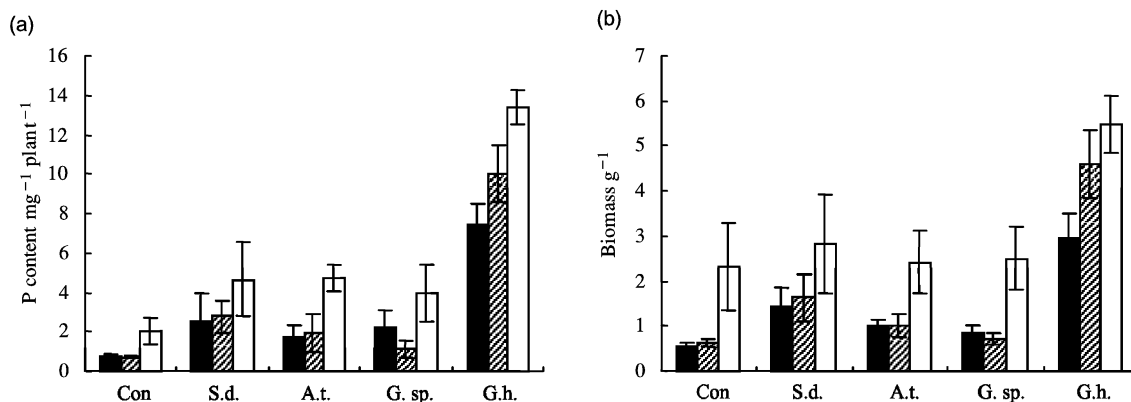 (a)
P content mg⁻¹ plant⁻¹
16
14
12
10
8
6
4
2
0
Con S.d. A.t. G. sp. G.h.
(b)
Biomass g⁻¹
7
6
5
4
3
2
1
0
Con S.d. A.t. G. sp. G.h.